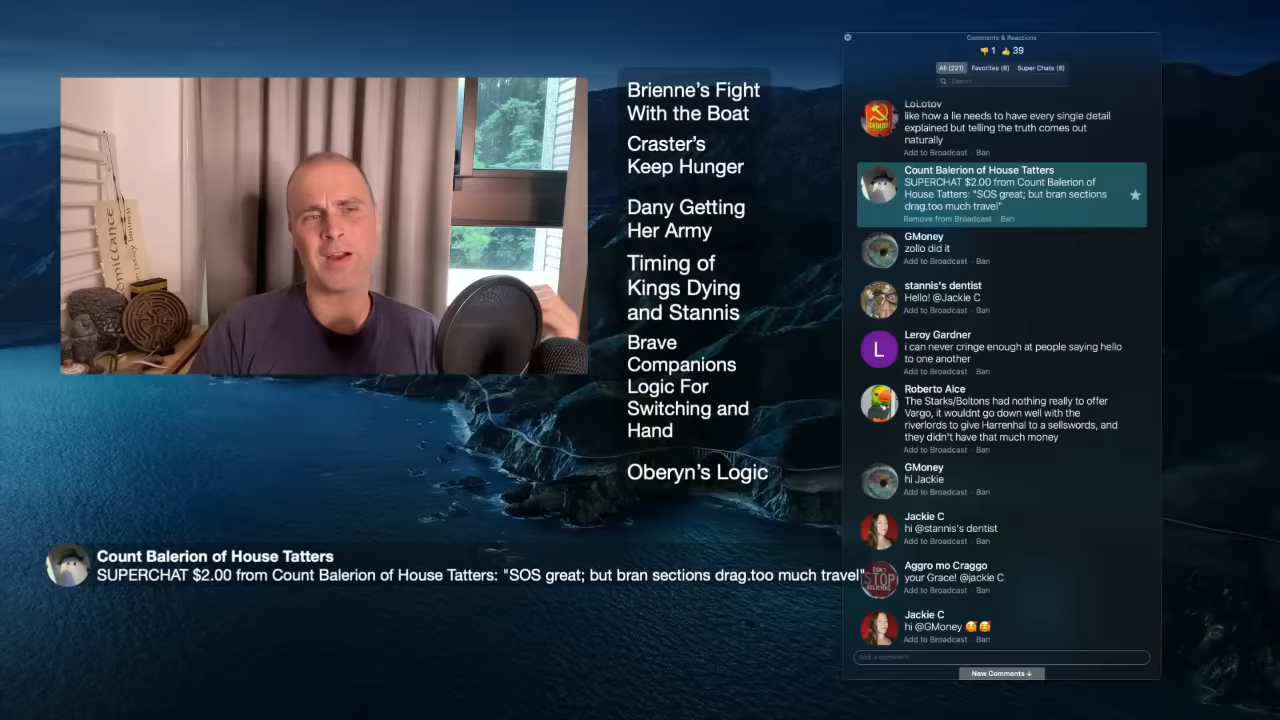 Brienne's Fight
With the Boat
Craster's
Keep Hunger
Dany Getting
Her Army
Timing of
Kings Dying
and Stannis
Brave
Companions
Logic For
Switching and
Hand
Oberyn's Logic
Count Balerion of House Tatters
SUPERCHAT $2.00 from Count Balerion of House Tatters: "SOS great; but bran sections drag.too much travel"
Comments & Reactions
👎 1 👍 39
All (221) Favorites (8) Super Chats (8)
Search
LoLotov
like how a lie needs to have every single detail
explained but telling the truth comes out
naturally
Add to Broadcast · Ban
Count Balerion of House Tatters
SUPERCHAT $2.00 from Count Balerion of
House Tatters: "SOS great; but bran sections
drag.too much travel"
Remove from Broadcast · Ban
GMoney
zollo did it
Add to Broadcast · Ban
stannis's dentist
Hello! @Jackie C
Add to Broadcast · Ban
L
Leroy Gardner
i can never cringe enough at people saying hello
to one another
Add to Broadcast · Ban
Roberto Alce
The Starks/Boltons had nothing really to offer
Vargo, it wouldnt go down well with the
riverlords to give Harrenhal to a sellswords, and
they didn't have that much money
Add to Broadcast · Ban
GMoney
hi Jackie
Add to Broadcast · Ban
Jackie C
hi @stannis's dentist
Add to Broadcast · Ban
DON'T
STOP
BELIEVING
Aggro mo Craggo
your Grace! @jackie C
Add to Broadcast · Ban
Jackie C
hi @GMoney 🥰🥰
Add to Broadcast · Ban
Add a comment
New Comments ↓